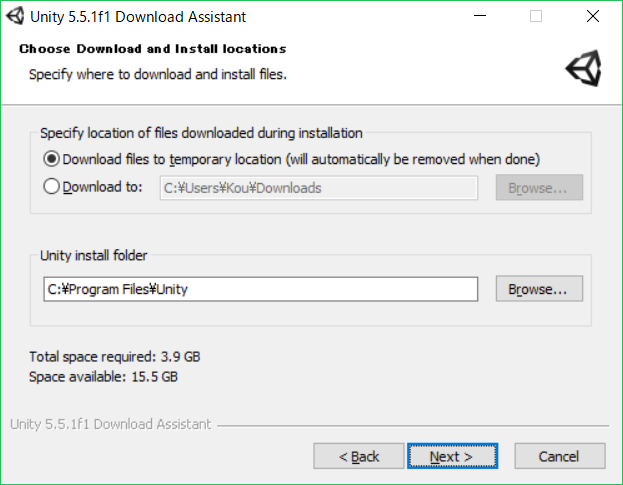 Unity 5.5.1f1 Download Assistant
Choose Download and Install locations
Specify where to download and install files.
Specify location of files downloaded during installation
Download files to temporary location (will automatically be removed when done)
Download to: C:¥Users¥Kou¥Downloads Browse...
Unity install folder
C:¥Program Files¥Unity Browse...
Total space required: 3.9 GB
Space available: 15.5 GB
Unity 5.5.1f1 Download Assistant
< Back Next > Cancel